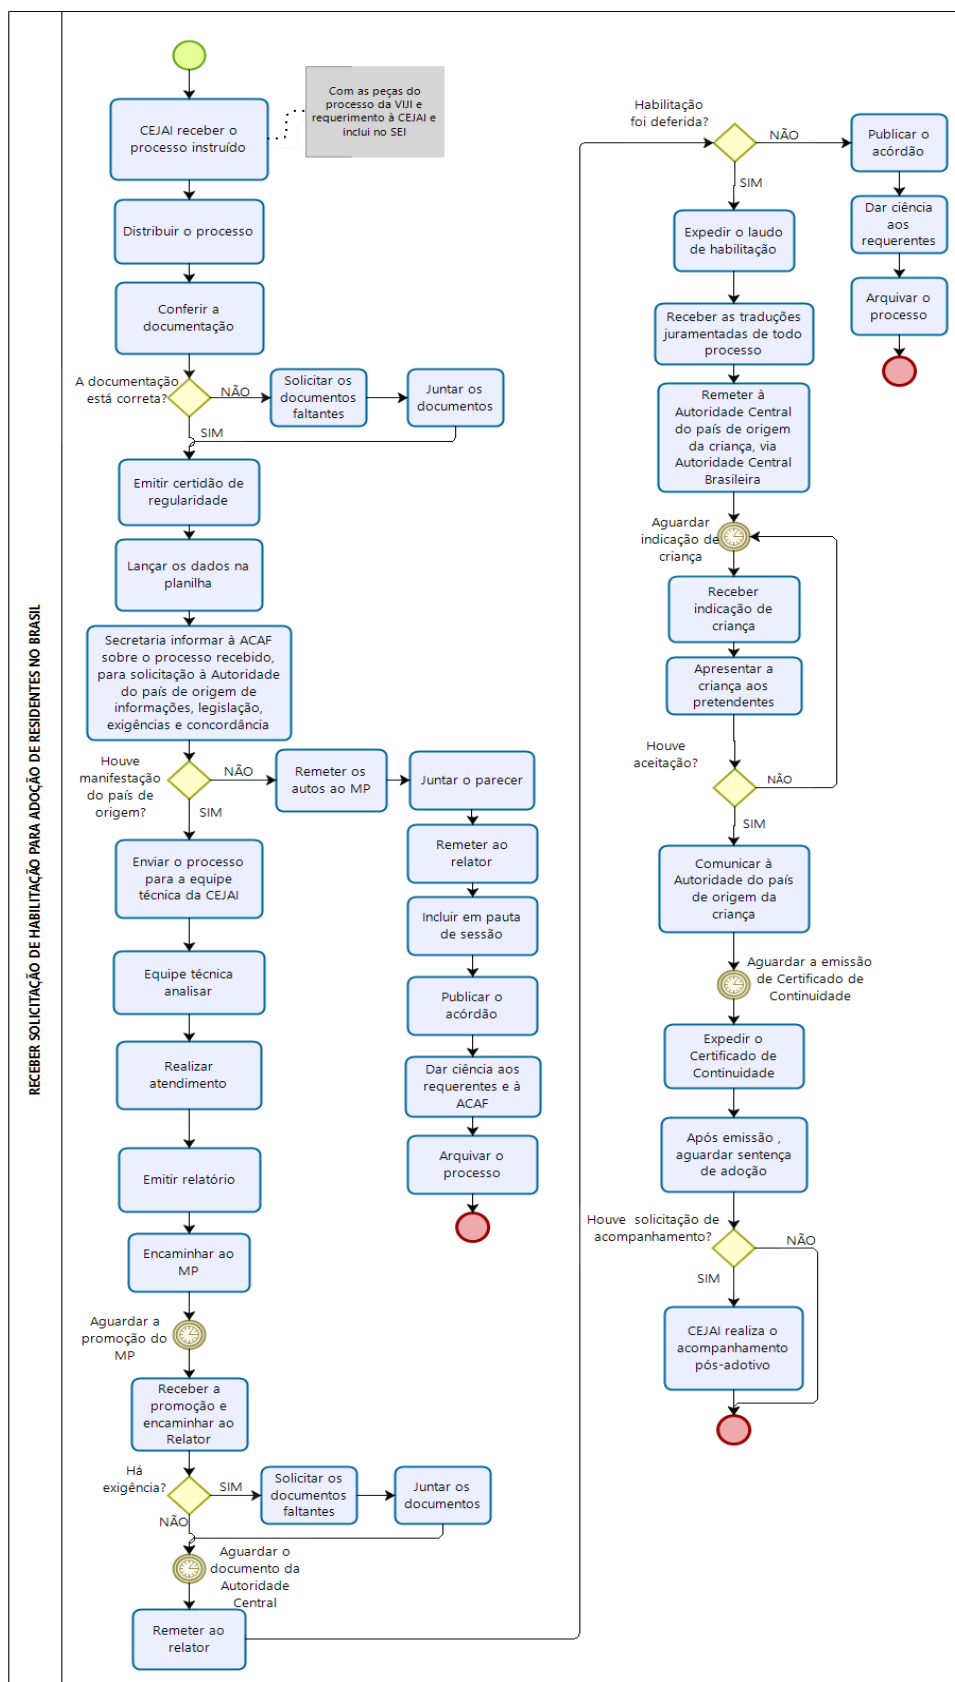 RECEBER SOLICITAÇÃO DE HABILITAÇÃO PARA ADOÇÃO DE RESIDENTES NO BRASIL
CEJAI receber o
processo instruído
Com as peças do
processo da VIJI e
requerimento à CEJAI e
inclui no SEI
Distribuir o processo
Conferir a
documentação
A documentação
está correta?
NÃO
Solicitar os
documentos
faltantes
Juntar os
documentos
SIM
Emitir certidão de
regularidade
Lançar os dados na
planilha
Secretaria informar à ACAF
sobre o processo recebido,
para solicitação à Autoridade
do país de origem de
informações, legislação,
exigências e concordância
Houve
manifestação
do país de
origem?
NÃO
Remeter os
autos ao MP
Juntar o parecer
Remeter ao
relator
Incluir em pauta
de sessão
Publicar o
acórdão
Dar ciência aos
requerentes e à
ACAF
Arquivar o
processo
SIM
Enviar o processo
para a equipe
técnica da CEJAI
Equipe técnica
analisar
Realizar
atendimento
Emitir relatório
Encaminhar ao
MP
Aguardar a
promoção do
MP
Receber a
promoção e
encaminhar ao
Relator
Há
exigência?
SIM
Solicitar os
documentos
faltantes
Juntar os
documentos
NÃO
Aguardar o
documento da
Autoridade
Central
Remeter ao
relator
Habilitação
foi deferida?
NÃO
Publicar o
acórdão
Dar ciência
aos
requerentes
Arquivar o
processo
SIM
Expedir o laudo
de habilitação
Receber as traduções
juramentadas de todo
processo
Remeter à
Autoridade Central
do país de origem
da criança, via
Autoridade Central
Brasileira
Aguardar
indicação de
criança
Receber
indicação de
criança
Apresentar a
criança aos
pretendentes
Houve
aceitação?
NÃO
SIM
Comunicar à
Autoridade do país
de origem da
criança
Aguardar a emissão
de Certificado de
Continuidade
Expedir o
Certificado de
Continuidade
Após emissão ,
aguardar sentença
de adoção
Houve solicitação de
acompanhamento?
NÃO
SIM
CEJAI realiza o
acompanhamento
pós-adotivo